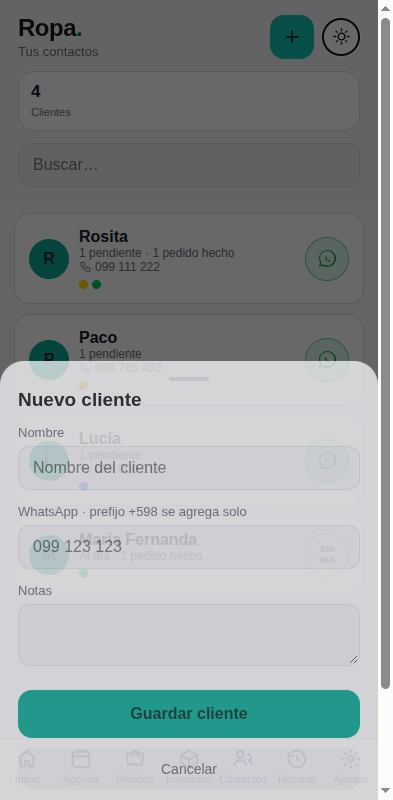 Ropa.
Tus contactos
4
Clientes
Buscar…
R
Rosita
1 pendiente · 1 pedido hecho
099 111 222
P
Paco
1 pendiente
098 765 432
Nuevo cliente
Nombre
Lucía
1 pendiente
Nombre del cliente
WhatsApp · prefijo +598 se agrega solo
María Fernanda
Al día · 1 pedido hecho
Sin
WA
099 123 123
Notas
Guardar cliente
Cancelar
Inicio
Agenda
Pedidos
Inventario
Contactos
Historial
Ajustes